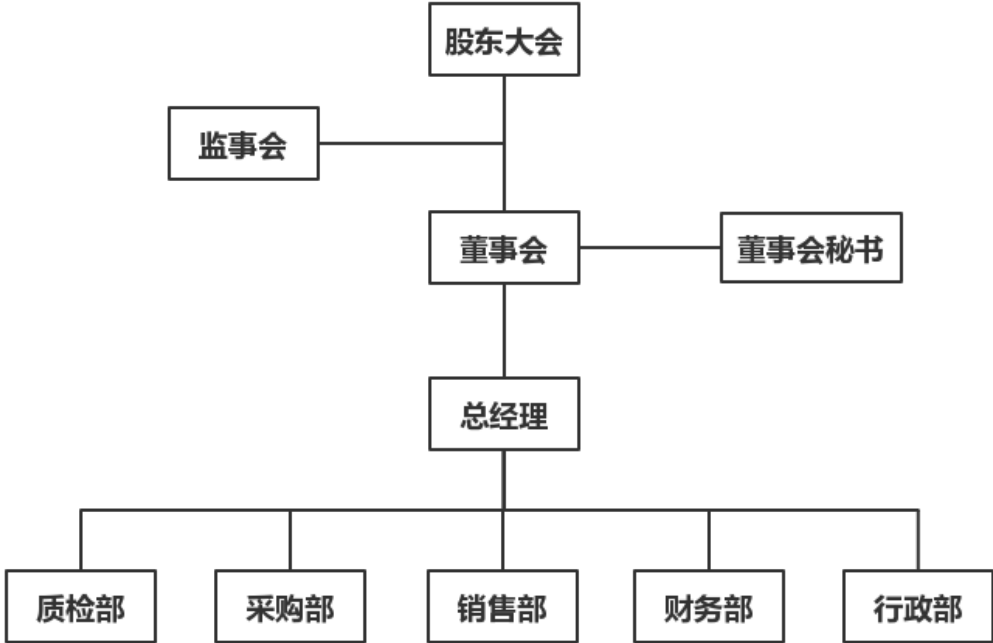 股东大会
监事会
董事会
董事会秘书
总经理
质检部
采购部
销售部
财务部
行政部